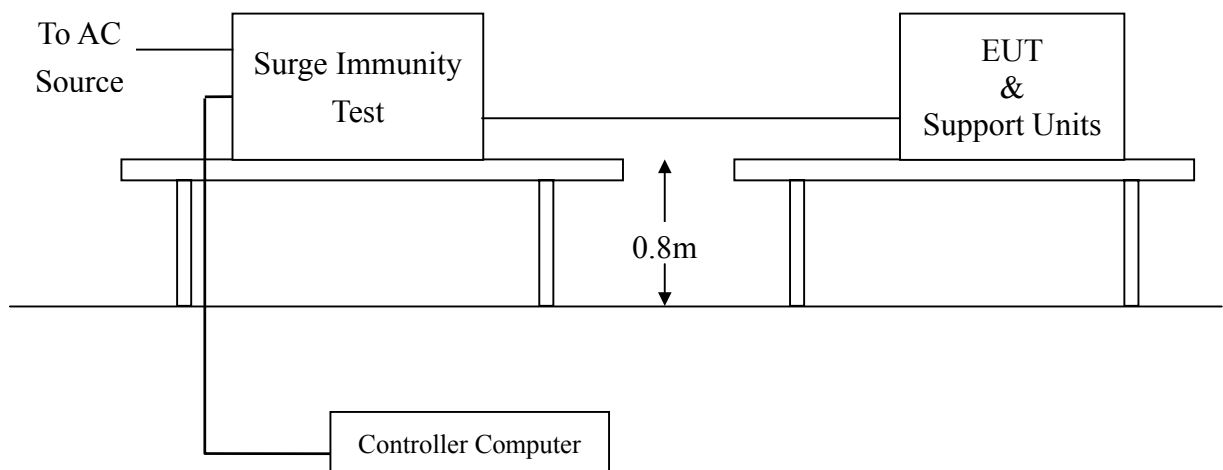 To AC
Source
Surge Immunity
Test
EUT
&
Support Units
0.8m
Controller Computer